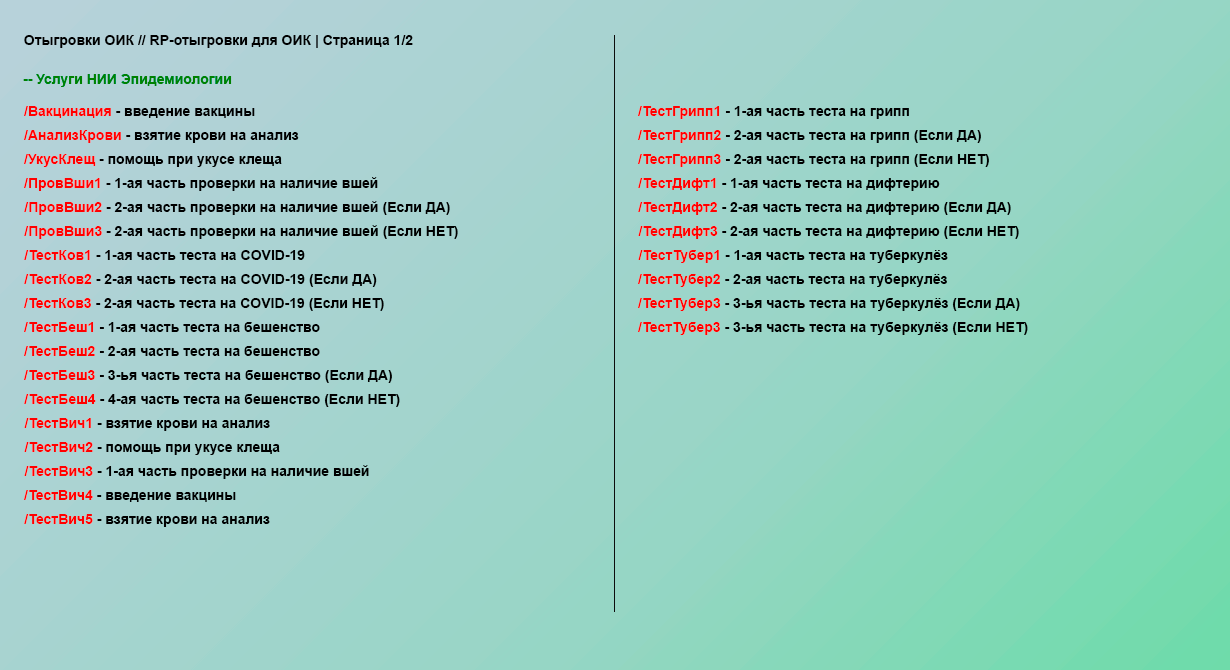 Отыгровки ОИК // RP-отыгровки для ОИК | Страница 1/2
-- Услуги НИИ Эпидемиологии
/Вакцинация - введение вакцины
/АнализКрови - взятие крови на анализ
/УкусКлещ - помощь при укусе клеща
/ПровВши1 - 1-ая часть проверки на наличие вшей
/ПровВши2 - 2-ая часть проверки на наличие вшей (Если ДА)
/ПровВши3 - 2-ая часть проверки на наличие вшей (Если НЕТ)
/ТестКов1 - 1-ая часть теста на COVID-19
/ТестКов2 - 2-ая часть теста на COVID-19 (Если ДА)
/ТестКов3 - 2-ая часть теста на COVID-19 (Если НЕТ)
/ТестБеш1 - 1-ая часть теста на бешенство
/ТестБеш2 - 2-ая часть теста на бешенство
/ТестБеш3 - 3-ья часть теста на бешенство (Если ДА)
/ТестБеш4 - 4-ая часть теста на бешенство (Если НЕТ)
/ТестВич1 - взятие крови на анализ
/ТестВич2 - помощь при укусе клеща
/ТестВич3 - 1-ая часть проверки на наличие вшей
/ТестВич4 - введение вакцины
/ТестВич5 - взятие крови на анализ
/ТестГрипп1 - 1-ая часть теста на грипп
/ТестГрипп2 - 2-ая часть теста на грипп (Если ДА)
/ТестГрипп3 - 2-ая часть теста на грипп (Если НЕТ)
/ТестДифт1 - 1-ая часть теста на дифтерию
/ТестДифт2 - 2-ая часть теста на дифтерию (Если ДА)
/ТестДифт3 - 2-ая часть теста на дифтерию (Если НЕТ)
/ТестТубер1 - 1-ая часть теста на туберкулёз
/ТестТубер2 - 2-ая часть теста на туберкулёз
/ТестТубер3 - 3-ья часть теста на туберкулёз (Если ДА)
/ТестТубер3 - 3-ья часть теста на туберкулёз (Если НЕТ)